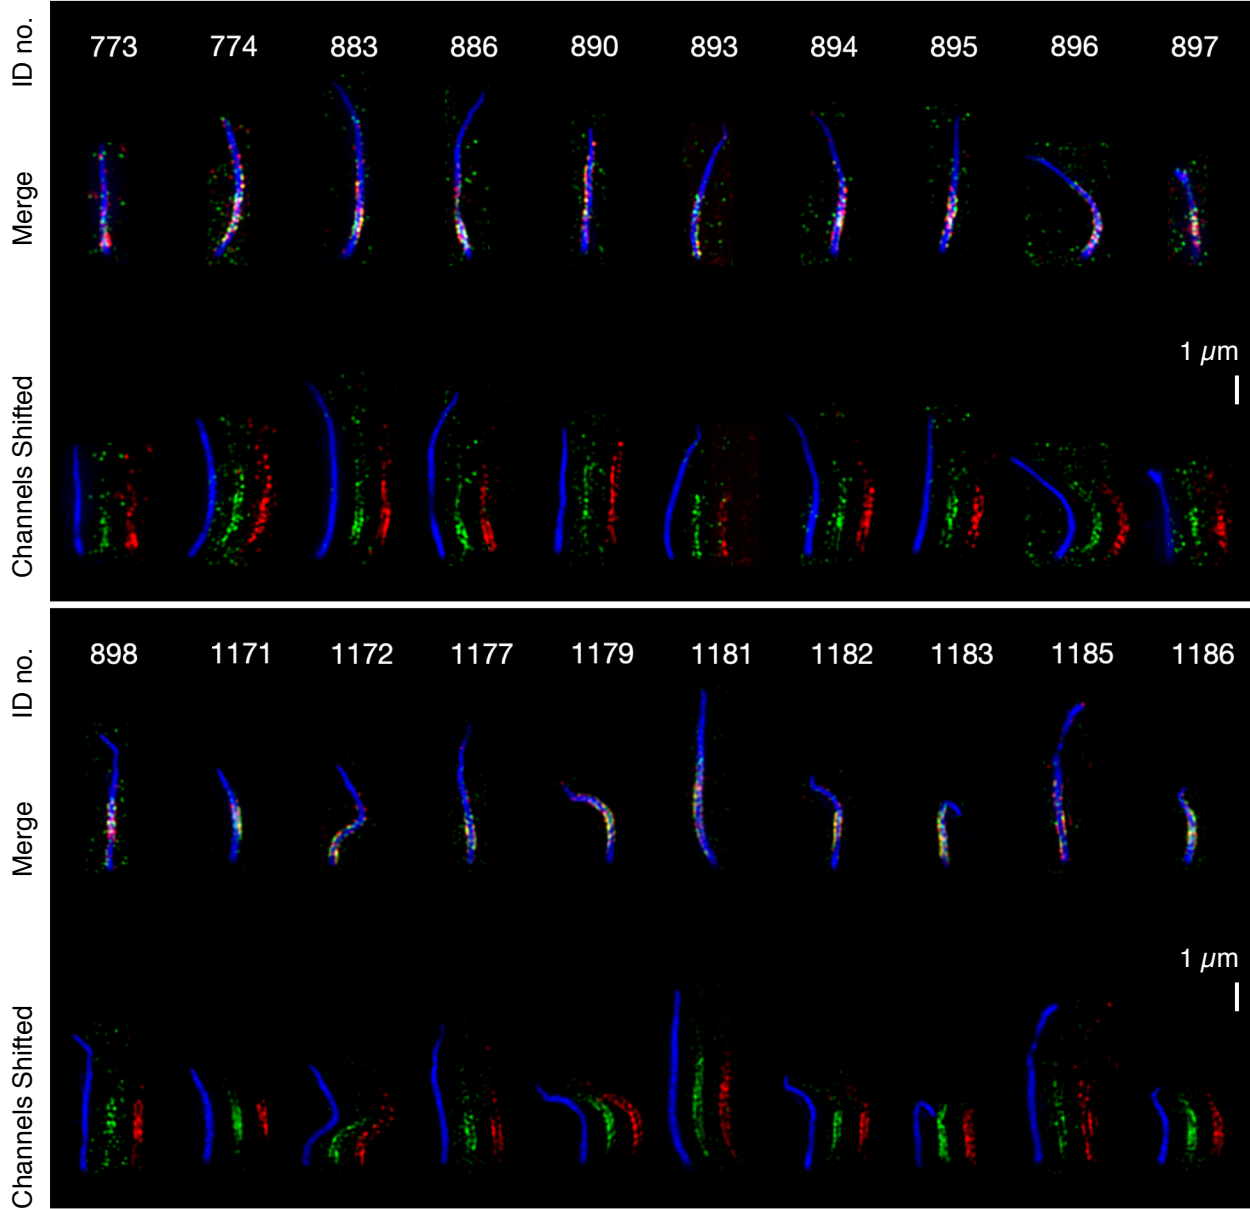 ID no.
773 774 883 886 890 893 894 895 896 897
Merge
1 µm
Channels Shifted
ID no.
898 1171 1172 1177 1179 1181 1182 1183 1185 1186
Merge
1 µm
Channels Shifted